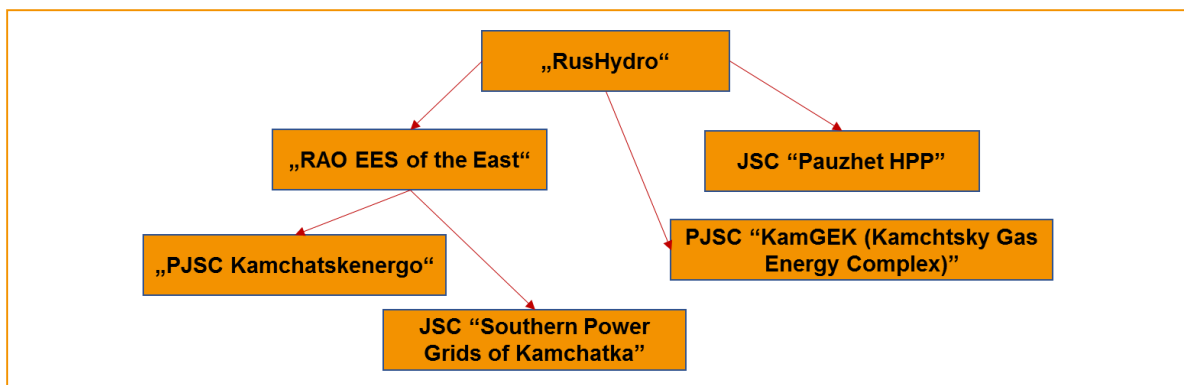 „RusHydro“
„RAO EES of the East“
JSC “Pauzhet HPP”
PJSC “KamGEK (Kamchtsky Gas
Energy Complex)”
„PJSC Kamchatskenergo“
JSC “Southern Power
Grids of Kamchatka”